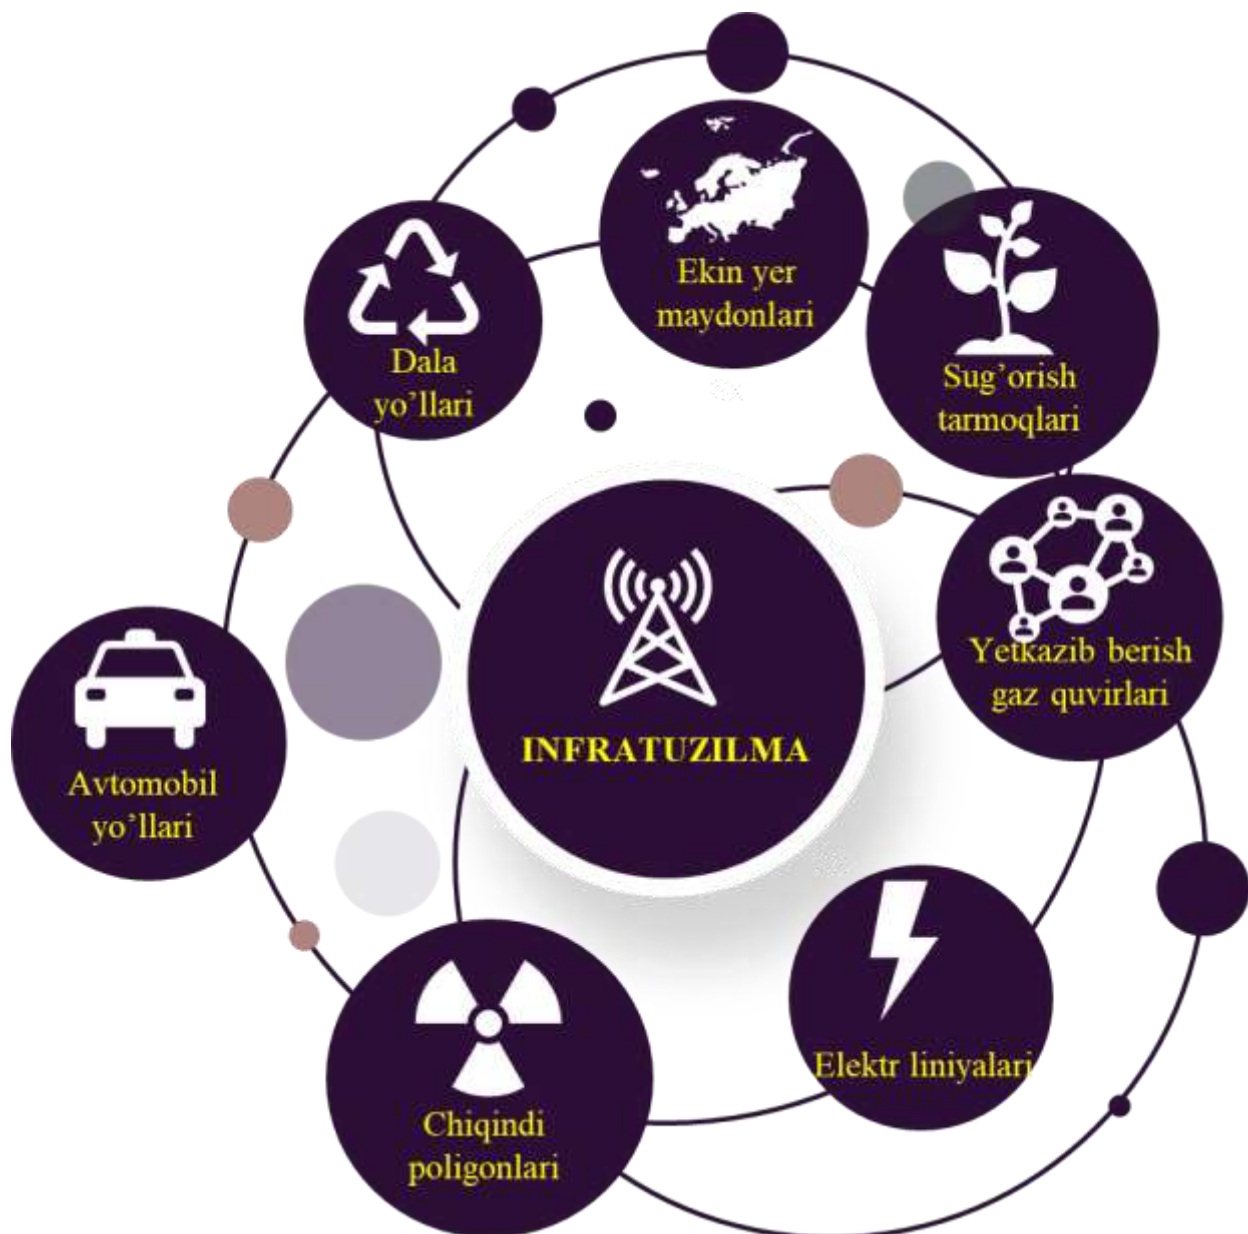 Ekin yer
maydonlari
Sug’orish
tarmoqlari
Dala
yo’llari
Yetkazib berish
gaz quvirlari
INFRATUZILMA
Avtomobil
yo’llari
Elektr liniyalari
Chiqindi
poligonlari